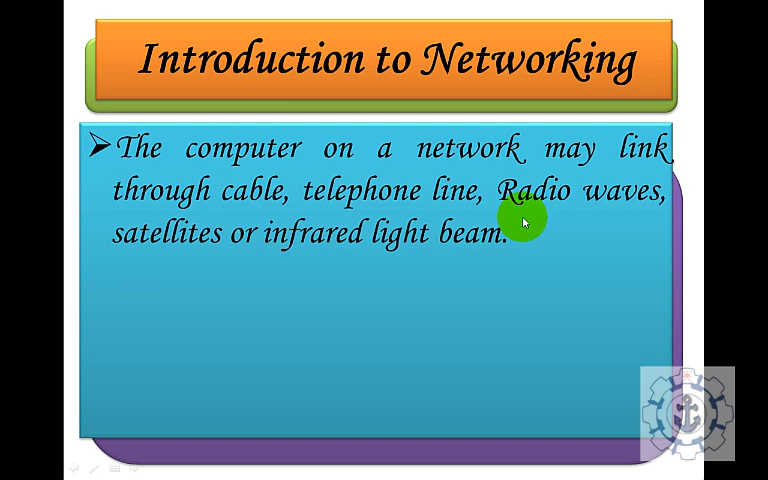 Introduction to Networking
The computer on a network may link
through cable, telephone line, Radio waves,
satellites or infrared light beam.